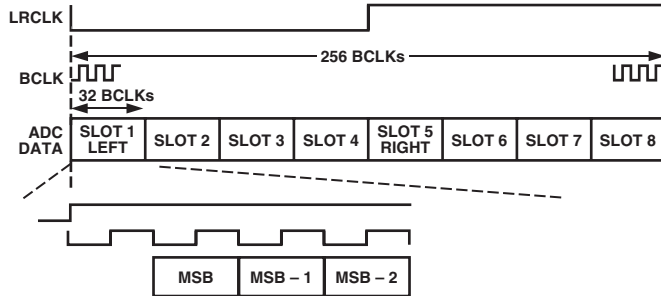 LRCLK
256 BCLKs
BCLK
32 BCLKs
ADC
DATA
SLOT 1
LEFT
SLOT 2
SLOT 3
SLOT 4
SLOT 5
RIGHT
SLOT 6
SLOT 7
SLOT 8
MSB
MSB – 1
MSB – 2